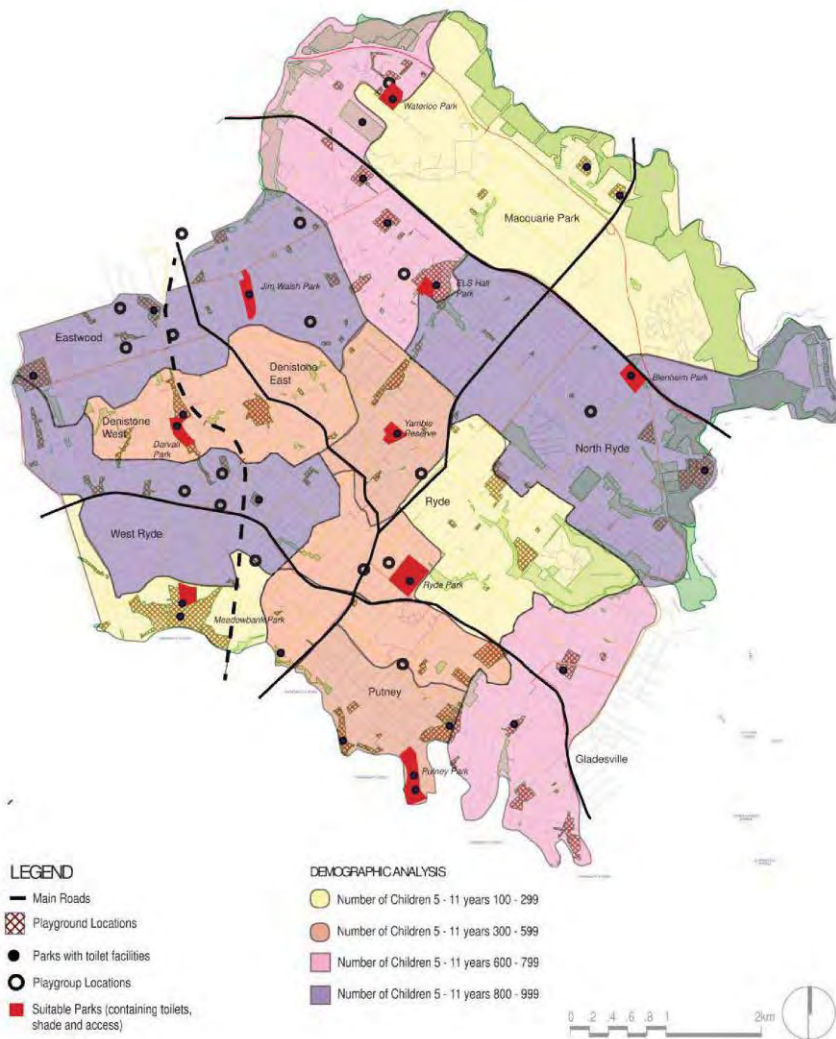 Waterloo Park
Macquarie Park
ELS Hall
Park
Jim Walsh Park
Eastwood
Denistone
East
Blenheim Park
Denistone
West
Darvall
Park
Yamble
Reserve
North Ryde
Ryde
West Ryde
Ryde Park
Meadowbank Park
Putney
Gladesville
Putney Park
LEGEND
Main Roads
Playground Locations
Parks with toilet facilities
Playgroup Locations
Suitable Parks (containing toilets,
shade and access)
DEMOGRAPHIC ANALYSIS
Number of Children 5 - 11 years 100 - 299
Number of Children 5 - 11 years 300 - 599
Number of Children 5 - 11 years 600 - 799
Number of Children 5 - 11 years 800 - 999
0 .2 .4 .6 .8 1 2km